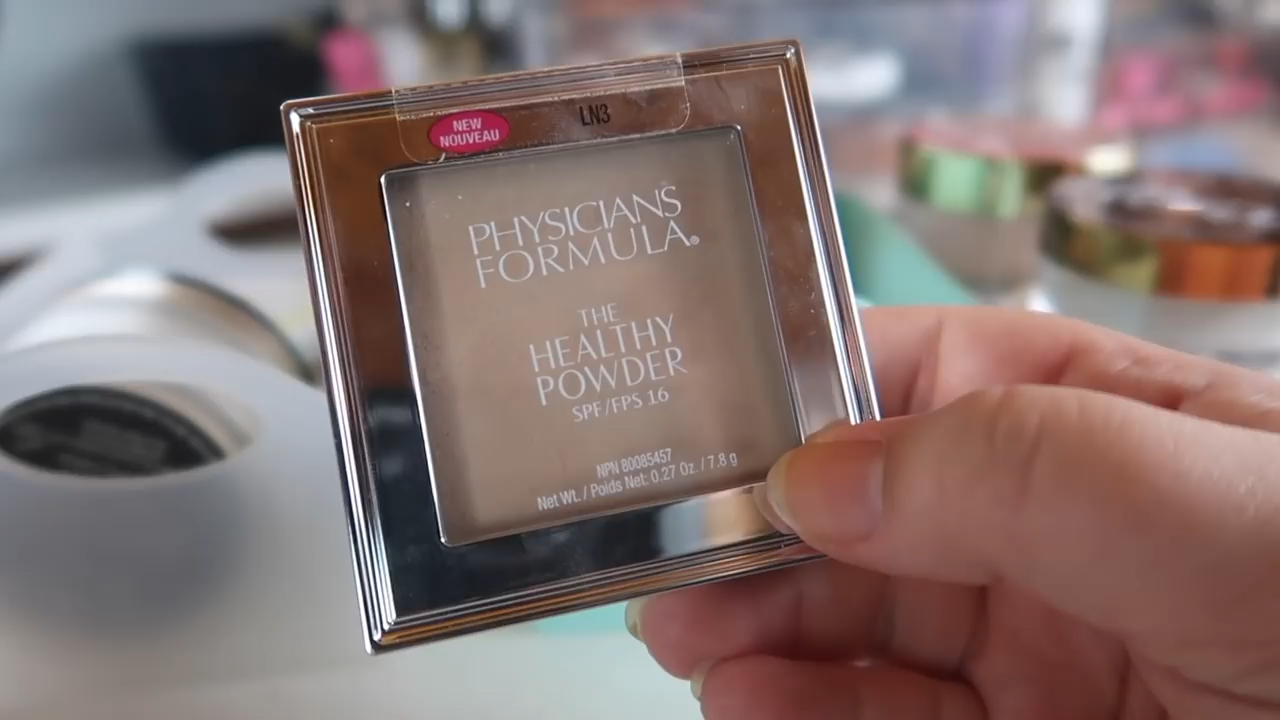 NEW
NOUVEAU
LN3
PHYSICIANS
FORMULA®
THE
HEALTHY
POWDER
SPF/FPS 16
NPN 80085457
Net Wt. / Poids Net: 0.27 Oz. / 7.8 g